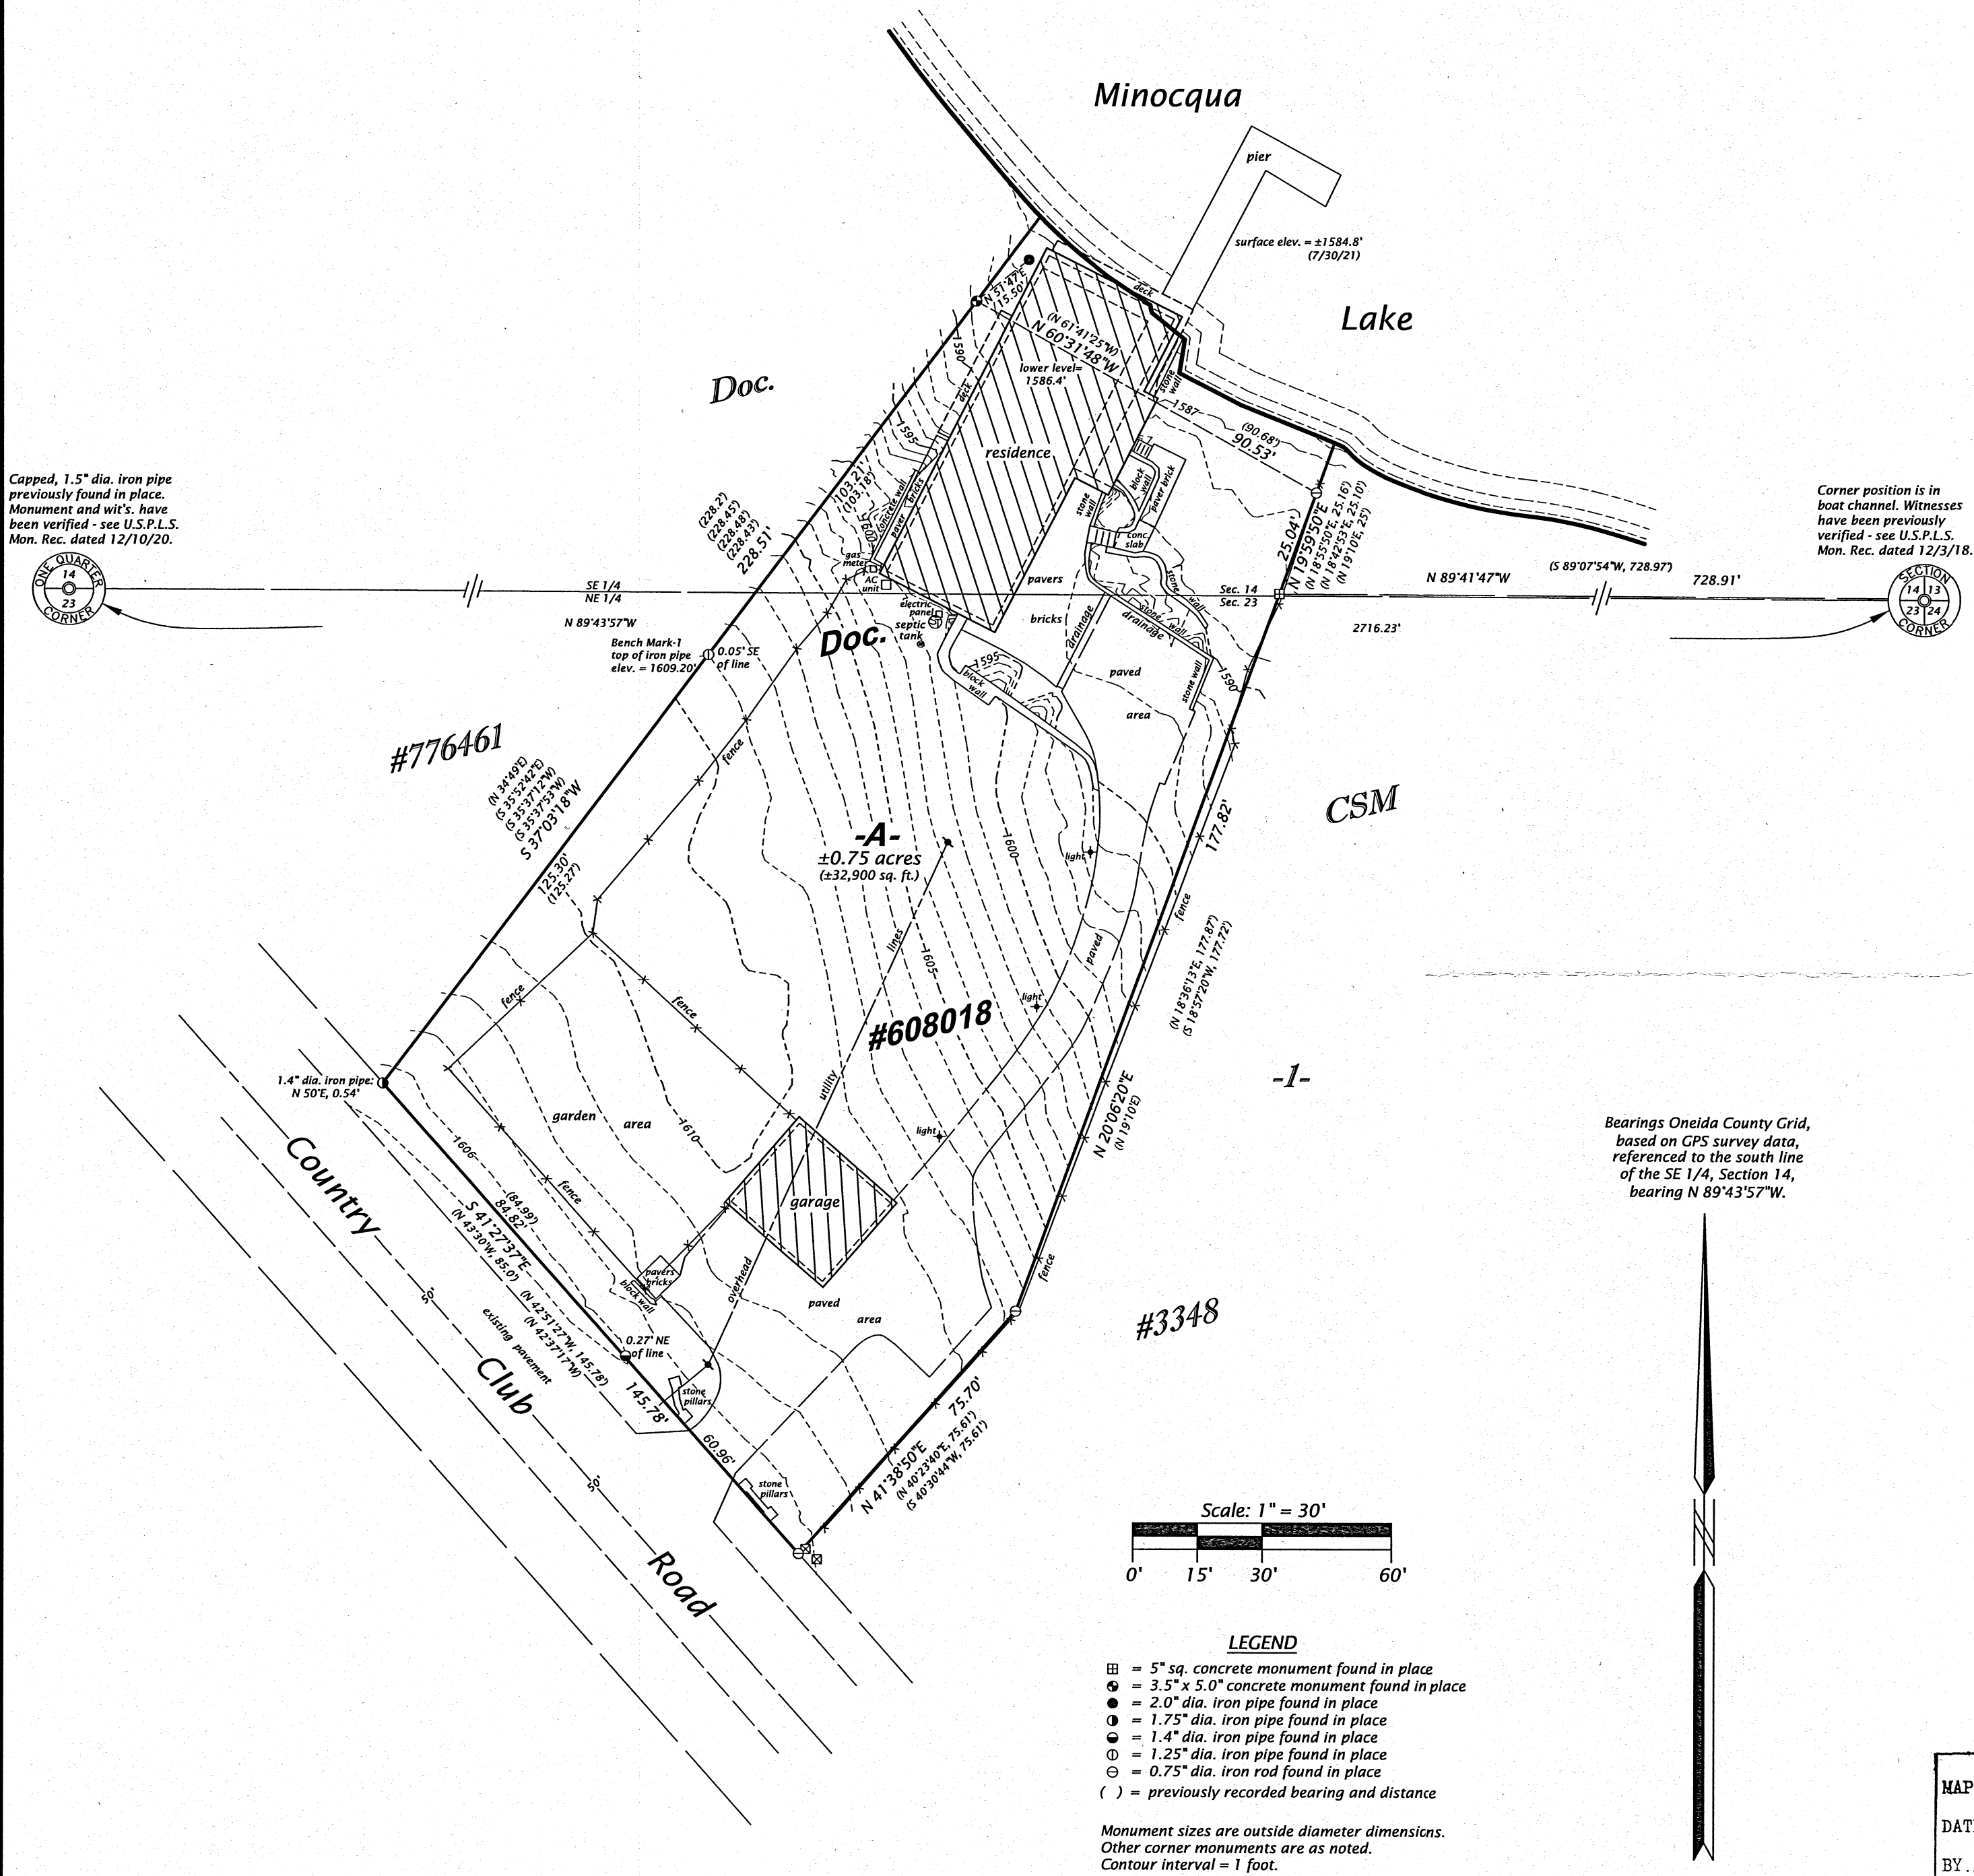 Minocqua
pier
surface elev. = ±1584.8'
(7/30/21)
Lake
deck
(N 51°47'E
15.50'
(N 61°41'25"W)
N 60°31'48"W
lower level=
1586.4'
stone
wall
1590
deck
1587
(90.68')
90.53'
Doc.
residence
1595
concrete wall
paver bricks
1600
103.21'
(103.18')
(228.2')
(228.45')
(228.48')
(228.43')
228.51'
stone
wall
block
wall
paver brick
conc.
slab
25.04'
N 19°59'50"E
(N 18°55'50"E, 25.16')
(N 18°42'53"E, 25.10')
(N 19°10'E, 25')
Capped, 1.5" dia. iron pipe
previously found in place.
Monument and wit's. have
been verified - see U.S.P.L.S.
Mon. Rec. dated 12/10/20.
ONE QUARTER
14
23
CORNER
Corner position is in
boat channel. Witnesses
have been previously
verified - see U.S.P.L.S.
Mon. Rec. dated 12/3/18.
SECTION
14 13
23 24
CORNER
SE 1/4
NE 1/4
N 89°43'57"W
gas
meter
AC
unit
electric
panel
septic
tank
pavers
bricks
Sec. 14
Sec. 23
N 89°41'47"W
(S 89°07'54"W, 728.97')
728.91'
2716.23'
stone wall
stone wall
drainage
drainage
Bench Mark-1
top of iron pipe
elev. = 1609.20'
0.05' SE
of line
Doc.
1595
block
wall
paved
area
stone wall
1590
#776461
fence
(N 34°49'E)
(S 35°52'42"E)
(S 35°37'12"W)
(S 35°37'53"W)
S 37°03'18"W
125.30'
(125.27')
-A-
±0.75 acres
(±32,900 sq. ft.)
1600
light
177.82'
CSM
fence
lines
1605
paved
(N 18°36'13"E, 177.87')
(S 18°57'20"W, 177.72')
fence
fence
light
#608018
1.4" dia. iron pipe:
N 50°E, 0.54'
garden
area
utility
1610
light
N 20°06'20"E
(N 19°10'E)
-1-
1606
fence
garage
Country
(84.99')
84.82'
S 41°27'37"E
(N 43°30'W, 85.0')
(N 42°51'27"W, 145.78')
(N 42°37'17"W)
existing pavement
50'
pavers
bricks
block wall
overhead
paved
area
fence
#3348
0.27' NE
of line
Club
145.78'
stone
pillars
60.96'
stone
pillars
50'
Road
75.70'
N 41°38'50"E
(N 40°23'40"E, 75.61')
(S 40°30'44"W, 75.61')
Bearings Oneida County Grid,
based on GPS survey data,
referenced to the south line
of the SE 1/4, Section 14,
bearing N 89°43'57"W.
Scale: 1" = 30'
0' 15' 30' 60'
LEGEND
= 5" sq. concrete monument found in place
= 3.5" x 5.0" concrete monument found in place
= 2.0" dia. iron pipe found in place
= 1.75" dia. iron pipe found in place
= 1.4" dia. iron pipe found in place
= 1.25" dia. iron pipe found in place
= 0.75" dia. iron rod found in place
( ) = previously recorded bearing and distance
Monument sizes are outside diameter dimensions.
Other corner monuments are as noted.
Contour interval = 1 foot.
MAP
BY.